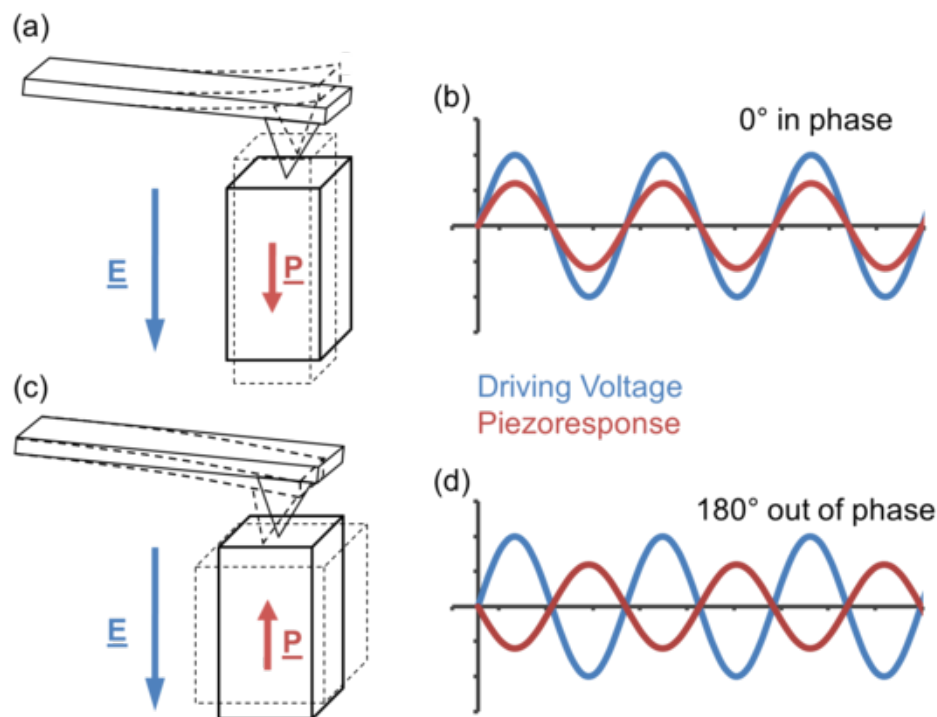 (a)
E
P
(b)
0° in phase
Driving Voltage
Piezoresponse
(c)
E
P
(d)
180° out of phase